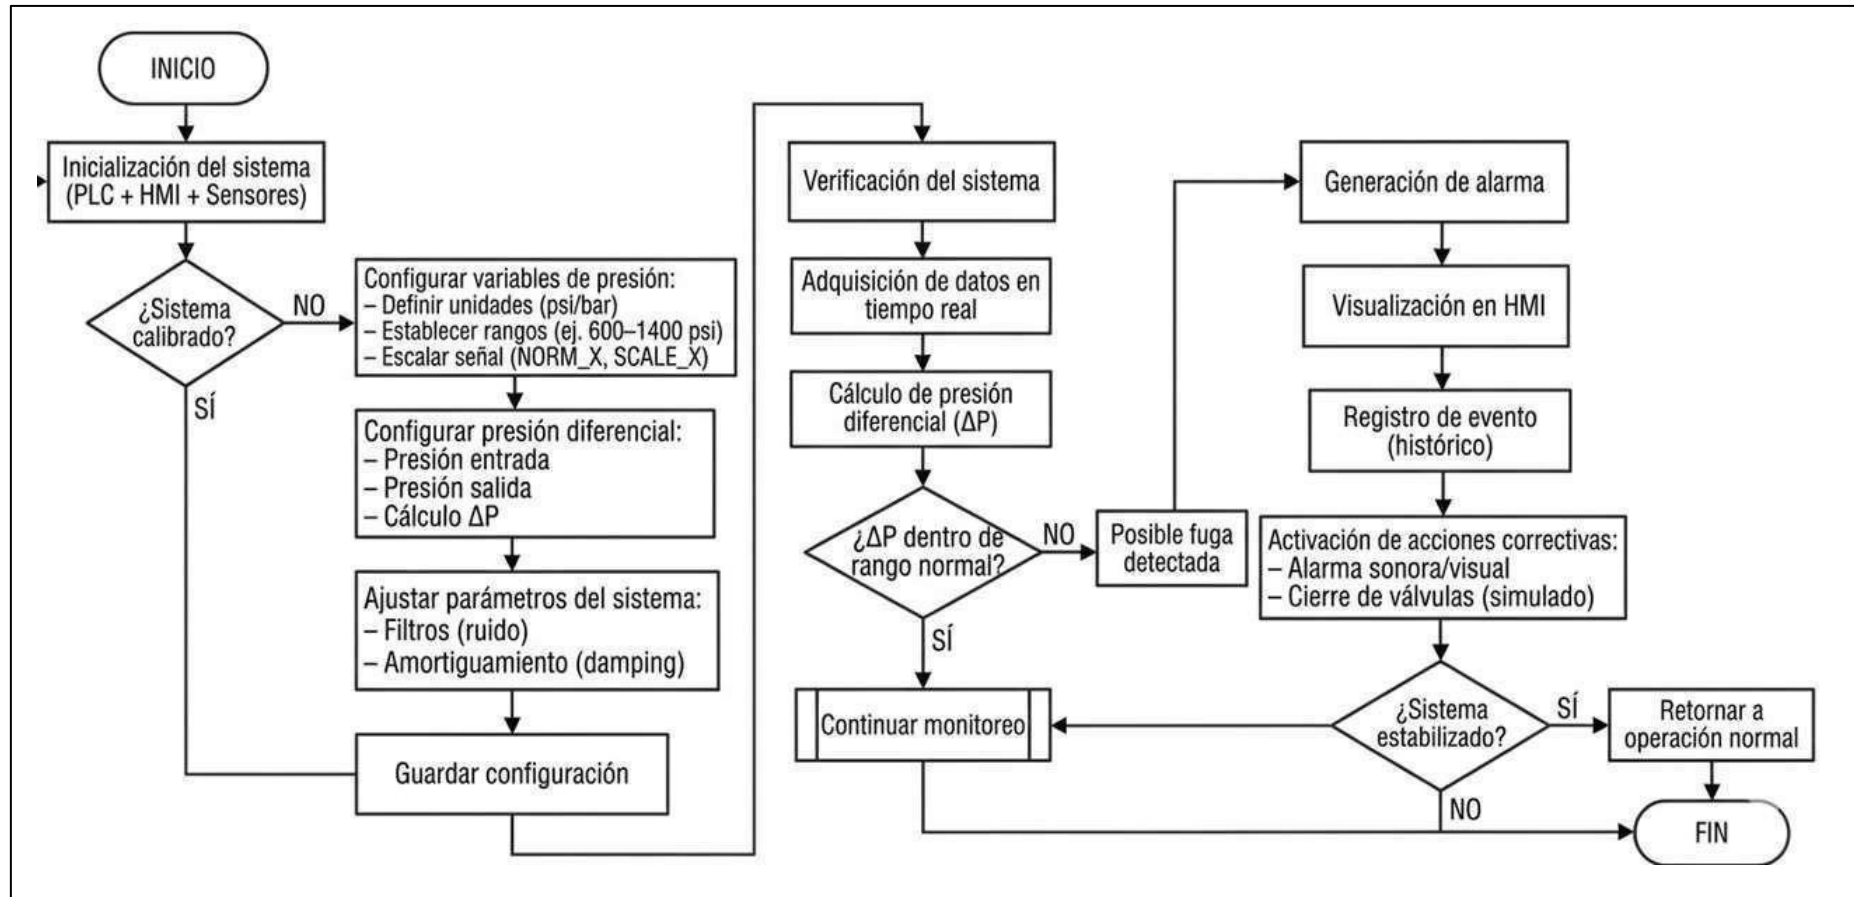 INICIO
Inicialización del sistema
(PLC + HMI + Sensores)
¿Sistema
calibrado?
NO
SÍ
Configurar variables de presión:
– Definir unidades (psi/bar)
– Establecer rangos (ej. 600–1400 psi)
– Escalar señal (NORM_X, SCALE_X)
Configurar presión diferencial:
– Presión entrada
– Presión salida
– Cálculo ΔP
Ajustar parámetros del sistema:
– Filtros (ruido)
– Amortiguamiento (damping)
Guardar configuración
Verificación del sistema
Adquisición de datos en
tiempo real
Cálculo de presión
diferencial (ΔP)
¿ΔP dentro de
rango normal?
NO
SÍ
Posible fuga
detectada
Continuar monitoreo
Generación de alarma
Visualización en HMI
Registro de evento
(histórico)
Activación de acciones correctivas:
– Alarma sonora/visual
– Cierre de válvulas (simulado)
¿Sistema
estabilizado?
SÍ
NO
Retornar a
operación normal
FIN